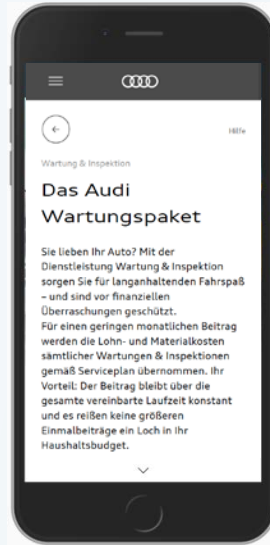 Hilfe
Wartung & Inspektion
Das Audi
Wartungspaket
Sie lieben Ihr Auto? Mit der
Dienstleistung Wartung & Inspektion
sorgen Sie für langanhaltenden Fahrspaß
– und sind vor finanziellen
Überraschungen geschützt.
Für einen geringen monatlichen Beitrag
werden die Lohn- und Materialkosten
sämtlicher Wartungen & Inspektionen
gemäß Serviceplan übernommen. Ihr
Vorteil: Der Beitrag bleibt über die
gesamte vereinbarte Laufzeit konstant
und es reißen keine größeren
Einmalbeiträge ein Loch in Ihr
Haushaltsbudget.